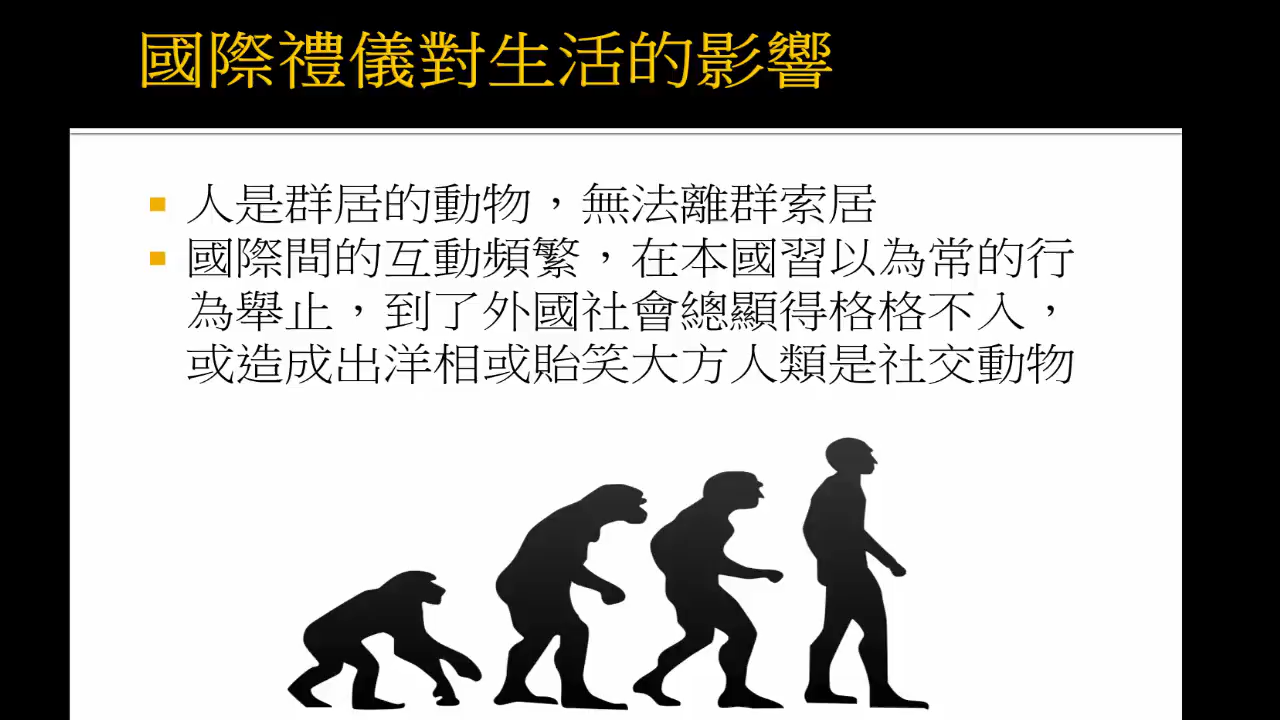 國際禮儀對生活的影響
人是群居的動物，無法離群索居
國際間的互動頻繁，在本國習以為常的行
為舉止，到了外國社會總顯得格格不入，
或造成出洋相或貽笑大方人類是社交動物